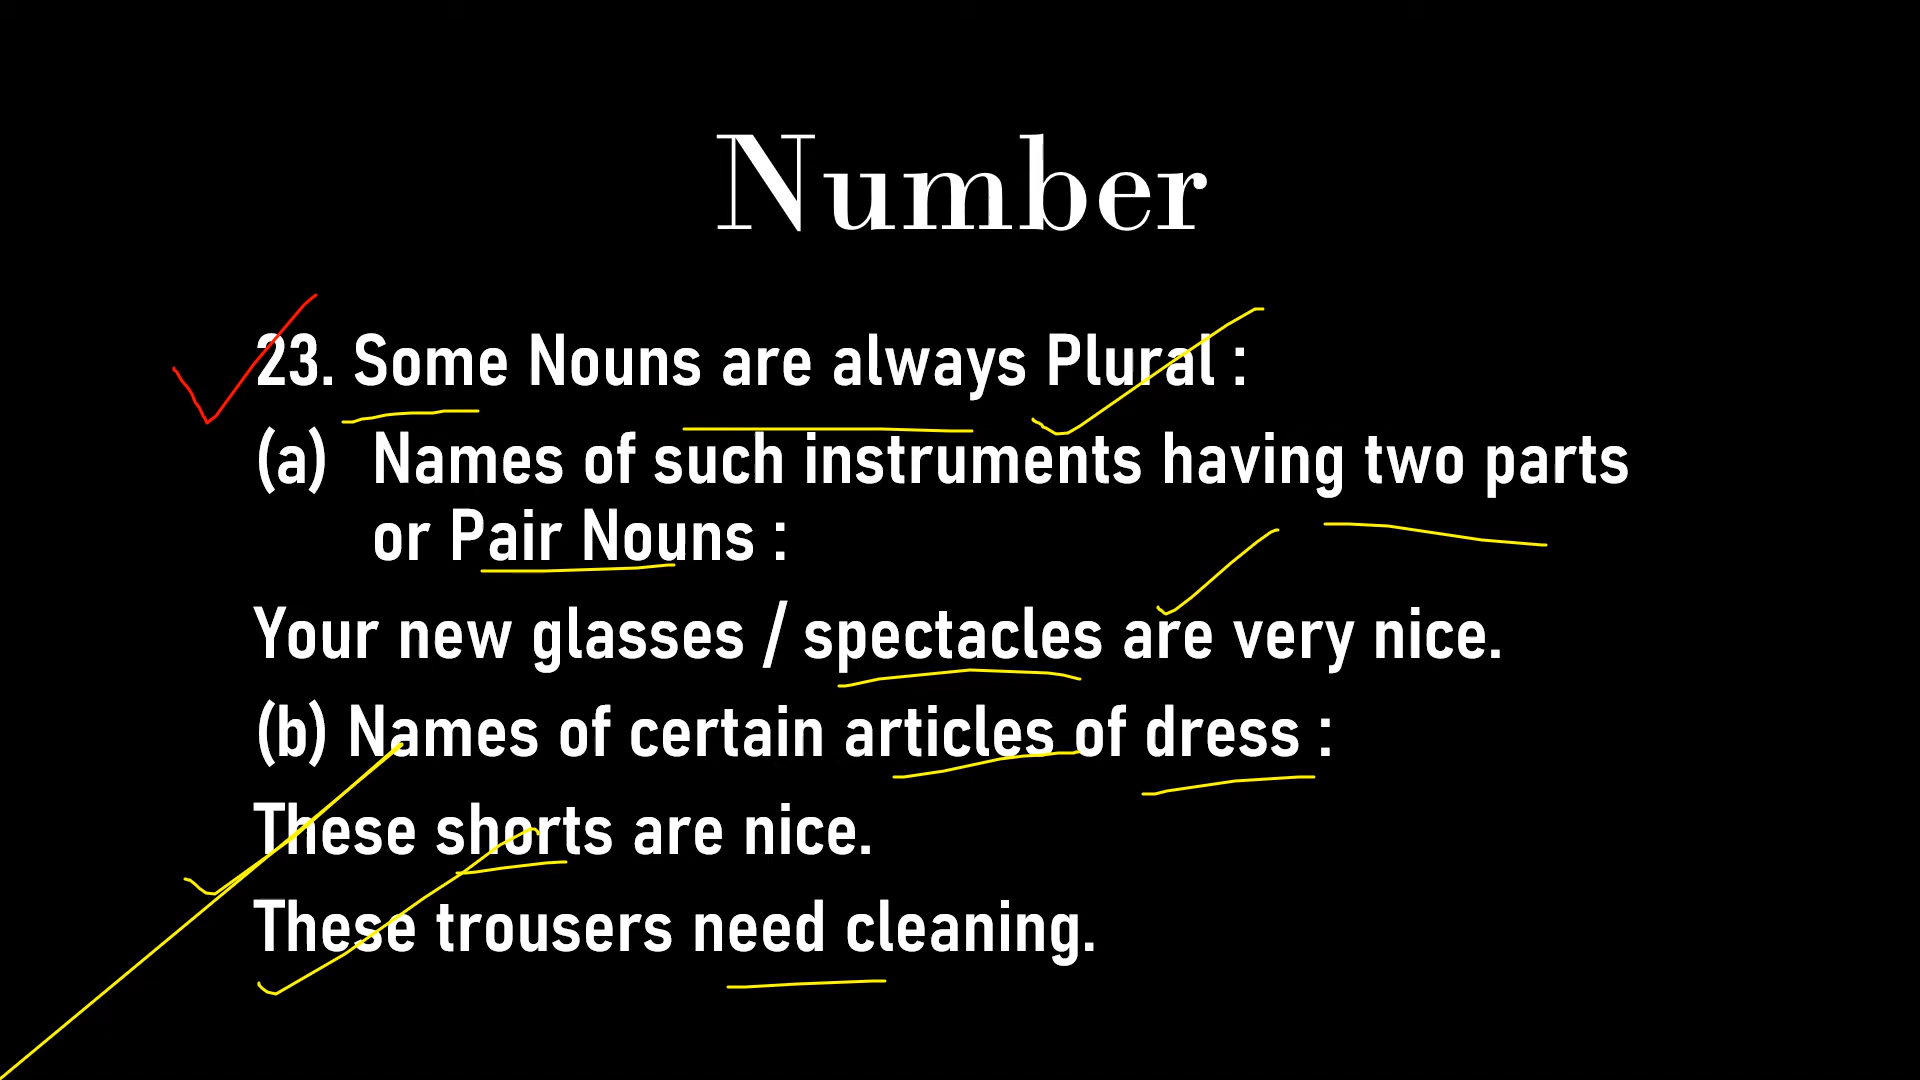 Number
23. Some Nouns are always Plural :
(a) Names of such instruments having two parts
or Pair Nouns :
Your new glasses / spectacles are very nice.
(b) Names of certain articles of dress :
These shorts are nice.
These trousers need cleaning.